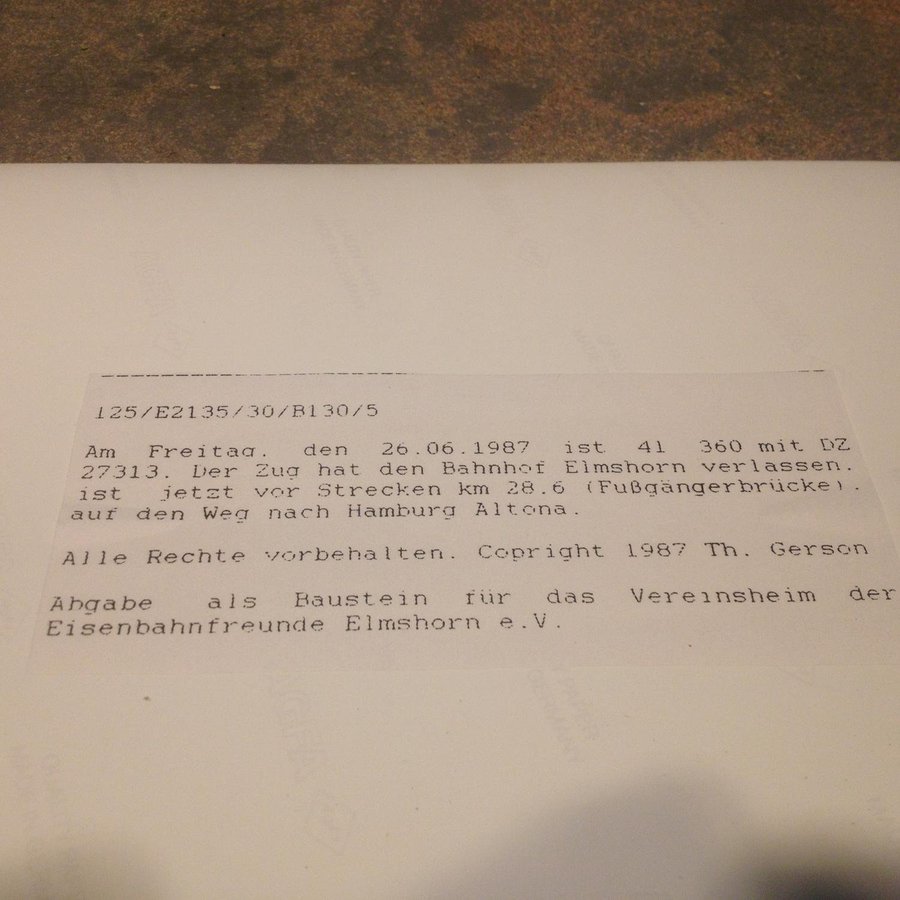 125/E2135/30/B130/5
Am Freitag, den 26.06.1987 ist 41 360 mit DZ
27313. Der Zug hat den Bahnhof Elmshorn verlassen,
ist jetzt vor Strecken km 28.6 (Fußgängerbrücke),
auf den Weg nach Hamburg Altona.
Alle Rechte vorbehalten. Copright 1987 Th. Gerson
Abgabe als Baustein für das Vereinsheim der
Eisenbahnfreunde Elmshorn e.V.